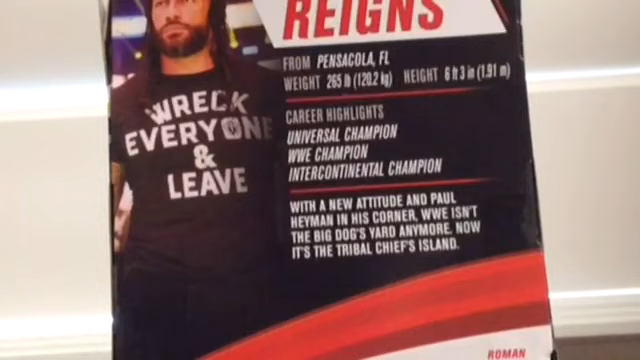 REIGNS
FROM PENSACOLA, FL
WEIGHT 265 lb (120.2 kg) HEIGHT 6 ft 3 in (1.91 m)
CAREER HIGHLIGHTS
UNIVERSAL CHAMPION
WWE CHAMPION
INTERCONTINENTAL CHAMPION
WITH A NEW ATTITUDE AND PAUL
HEYMAN IN HIS CORNER, WWE ISN'T
THE BIG DOG'S YARD ANYMORE. NOW
IT'S THE TRIBAL CHIEF'S ISLAND.
WRECK
EVERYONE
&
LEAVE
ROMAN